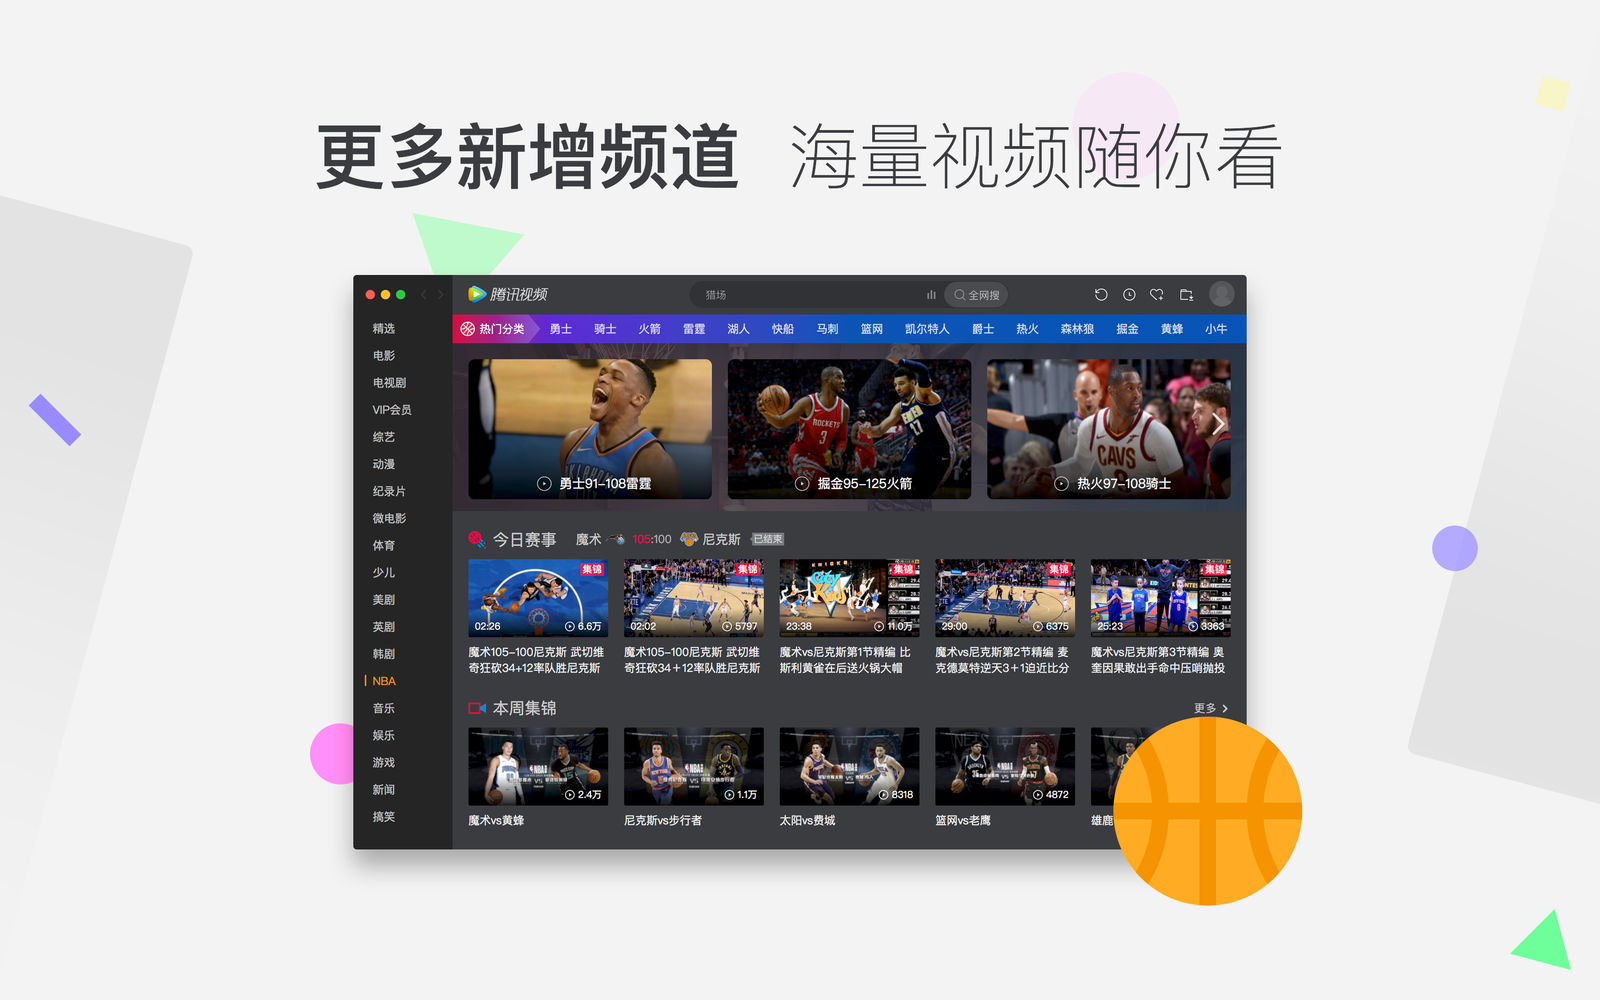 更多新增频道 海量视频随你看
腾讯视频
猎场
全网搜
精选
电影
电视剧
VIP会员
综艺
动漫
纪录片
微电影
体育
少儿
美剧
英剧
韩剧
NBA
音乐
娱乐
游戏
新闻
搞笑
热门分类 勇士 骑士 火箭 雷霆 湖人 快船 马刺 篮网 凯尔特人 爵士 热火 森林狼 掘金 黄蜂 小牛
勇士91-108雷霆
掘金95-125火箭
热火97-108骑士
ROCKETS
3
17
CAVS
今日赛事 魔术 105:100 尼克斯 已结束
集锦
02:26 6.6万
魔术105-100尼克斯 武切维
奇狂砍34+12率队胜尼克斯
集锦
02:02 5797
魔术105-100尼克斯 武切维
奇狂砍34+12率队胜尼克斯
集锦
23:38 11.0万
魔术vs尼克斯第1节精编 比
斯利黄雀在后送火锅大帽
集锦
29:00 6375
魔术vs尼克斯第2节精编 麦
克德莫特逆天3+1迫近比分
集锦
25:23 3363
魔术vs尼克斯第3节精编 奥
奎因果敢出手命中压哨抛投
本周集锦 更多
2.4万
魔术vs黄蜂
1.1万
尼克斯vs步行者
8318
太阳vs费城
4872
篮网vs老鹰
雄鹿